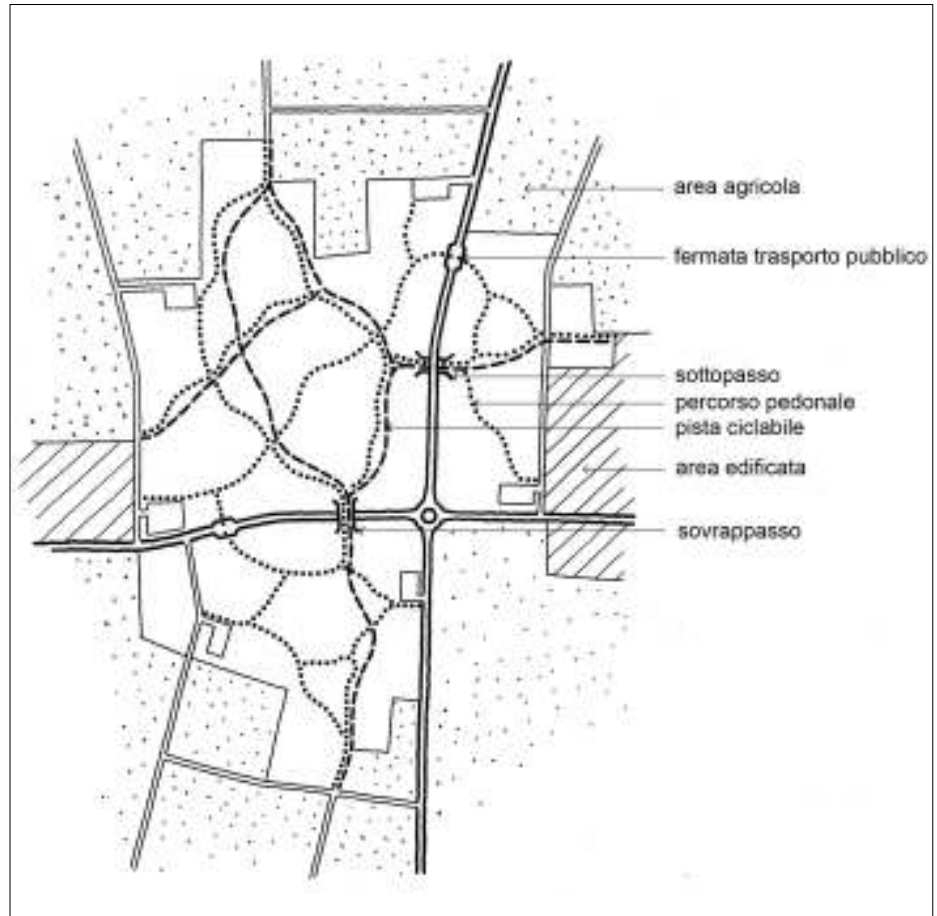 area agricola
fermata trasporto pubblico
sottopasso
percorso pedonale
pista ciclabile
area edificata
sovrappasso